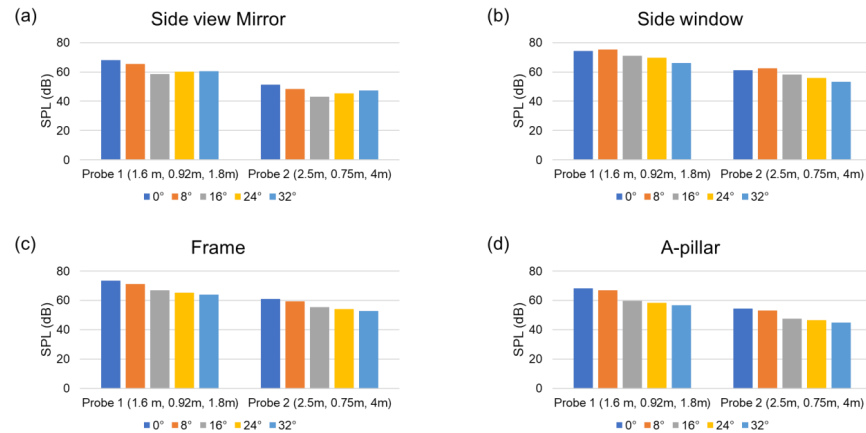 (a)
Side view Mirror
80
60
40
20
0
SPL (dB)
Probe 1 (1.6 m, 0.92m, 1.8m)
Probe 2 (2.5m, 0.75m, 4m)
0° 8° 16° 24° 32°
(b)
Side window
80
60
40
20
0
SPL (dB)
Probe 1 (1.6 m, 0.92m, 1.8m)
Probe 2 (2.5m, 0.75m, 4m)
0° 8° 16° 24° 32°
(c)
Frame
80
60
40
20
0
SPL (dB)
Probe 1 (1.6 m, 0.92m, 1.8m)
Probe 2 (2.5m, 0.75m, 4m)
0° 8° 16° 24° 32°
(d)
A-pillar
80
60
40
20
0
SPL (dB)
Probe 1 (1.6 m, 0.92m, 1.8m)
Probe 2 (2.5m, 0.75m, 4m)
0° 8° 16° 24° 32°